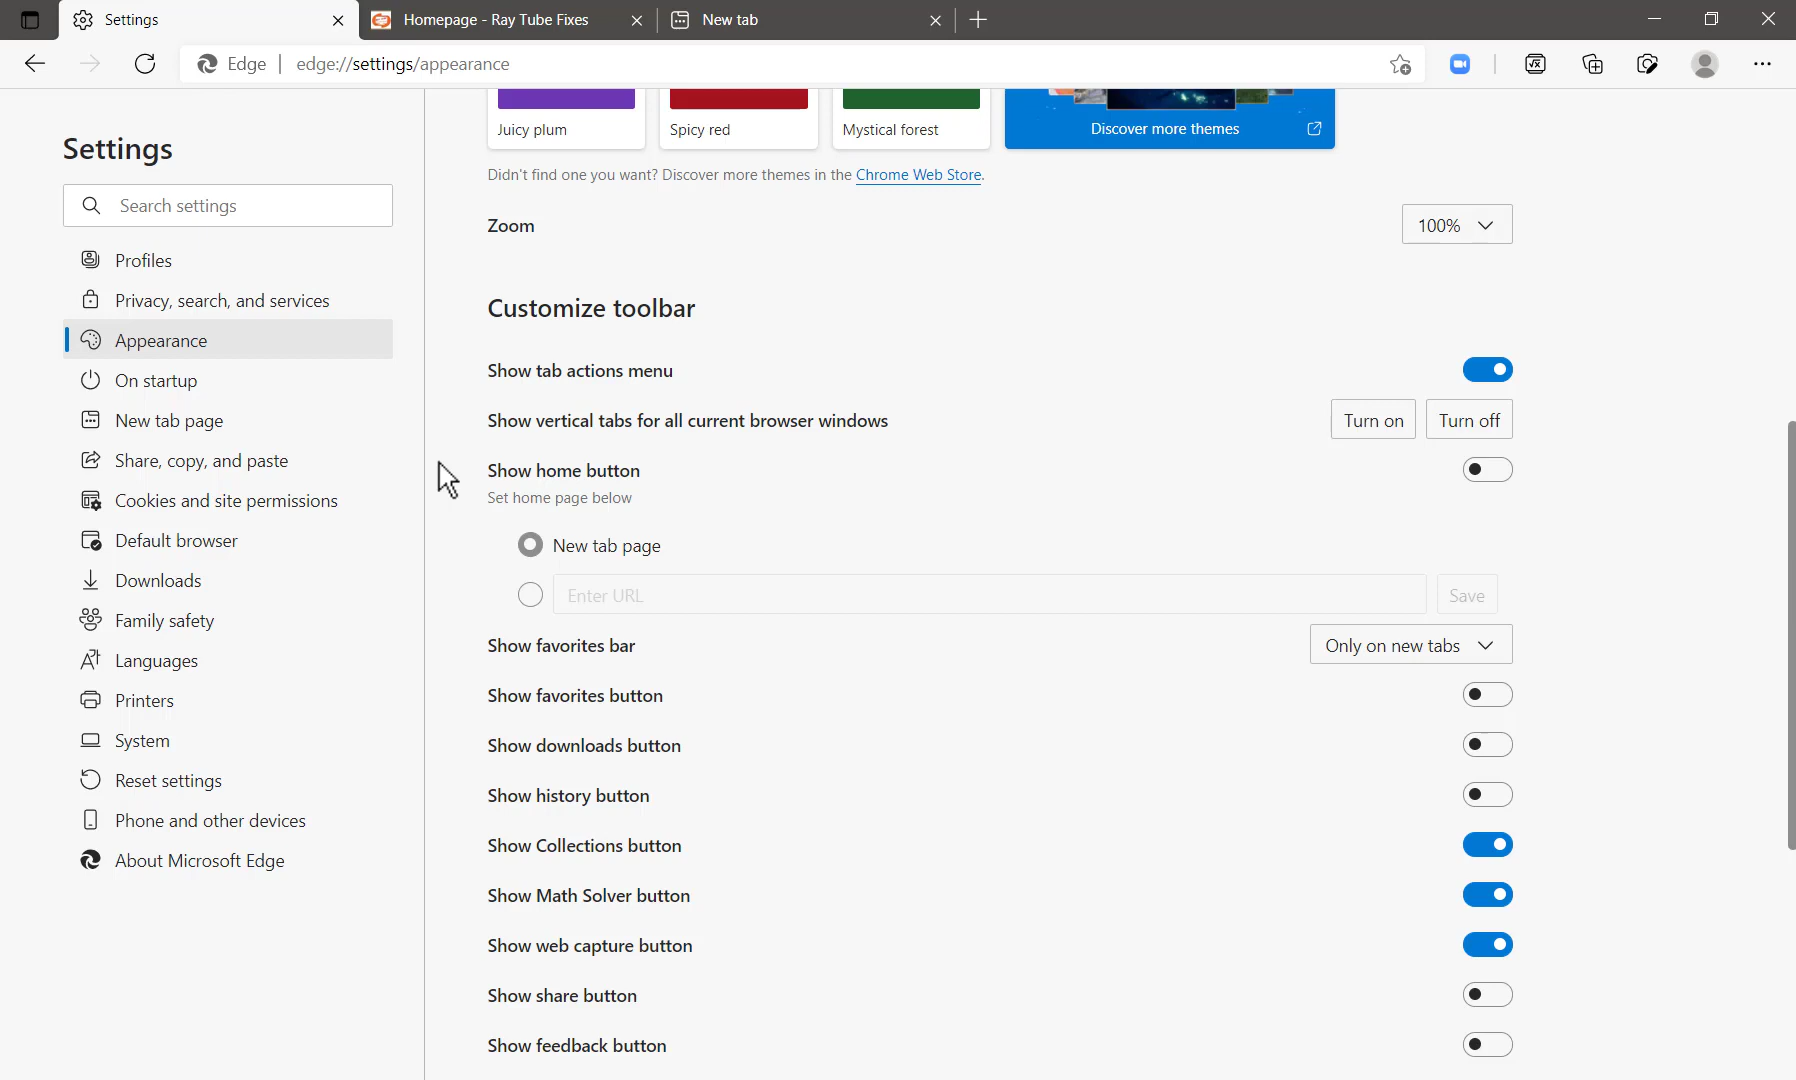 Settings
Homepage - Ray Tube Fixes
New tab
Edge
edge://settings/appearance
Settings
Search settings
Profiles
Privacy, search, and services
Appearance
On startup
New tab page
Share, copy, and paste
Cookies and site permissions
Default browser
Downloads
Family safety
Languages
Printers
System
Reset settings
Phone and other devices
About Microsoft Edge
Juicy plum
Spicy red
Mystical forest
Discover more themes
Didn't find one you want? Discover more themes in the Chrome Web Store.
Zoom
100%
Customize toolbar
Show tab actions menu
Show vertical tabs for all current browser windows
Turn on
Turn off
Show home button
Set home page below
New tab page
Enter URL
Save
Show favorites bar
Only on new tabs
Show favorites button
Show downloads button
Show history button
Show Collections button
Show Math Solver button
Show web capture button
Show share button
Show feedback button